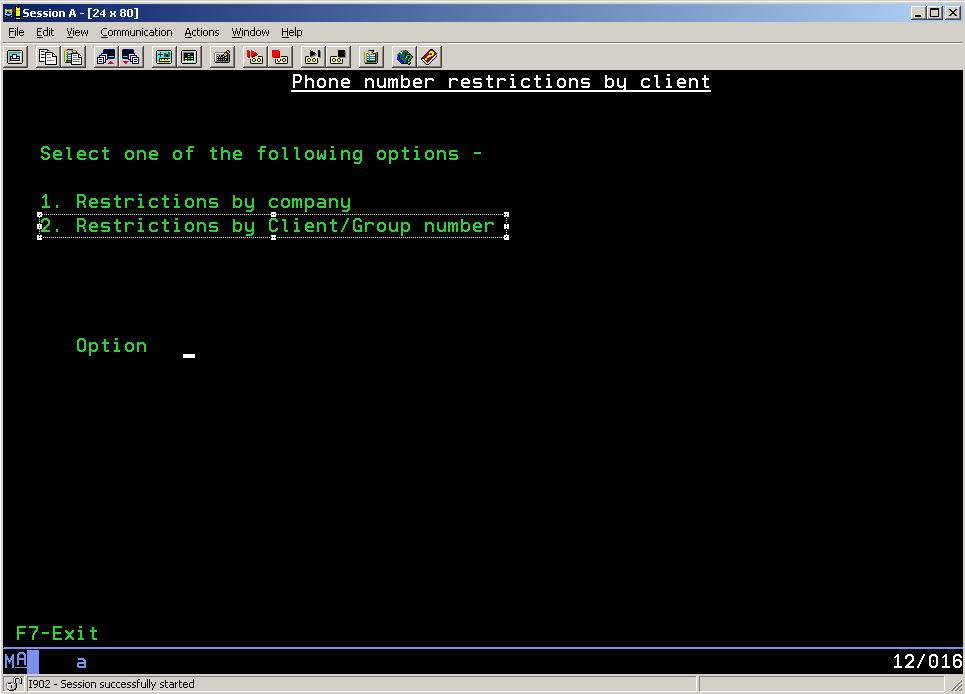 Session A - [24 x 80]
File Edit View Communication Actions Window Help
Phone number restrictions by client
Select one of the following options -
1. Restrictions by company
2. Restrictions by Client/Group number
Option
F7-Exit
MA a 12/016
I902 - Session successfully started